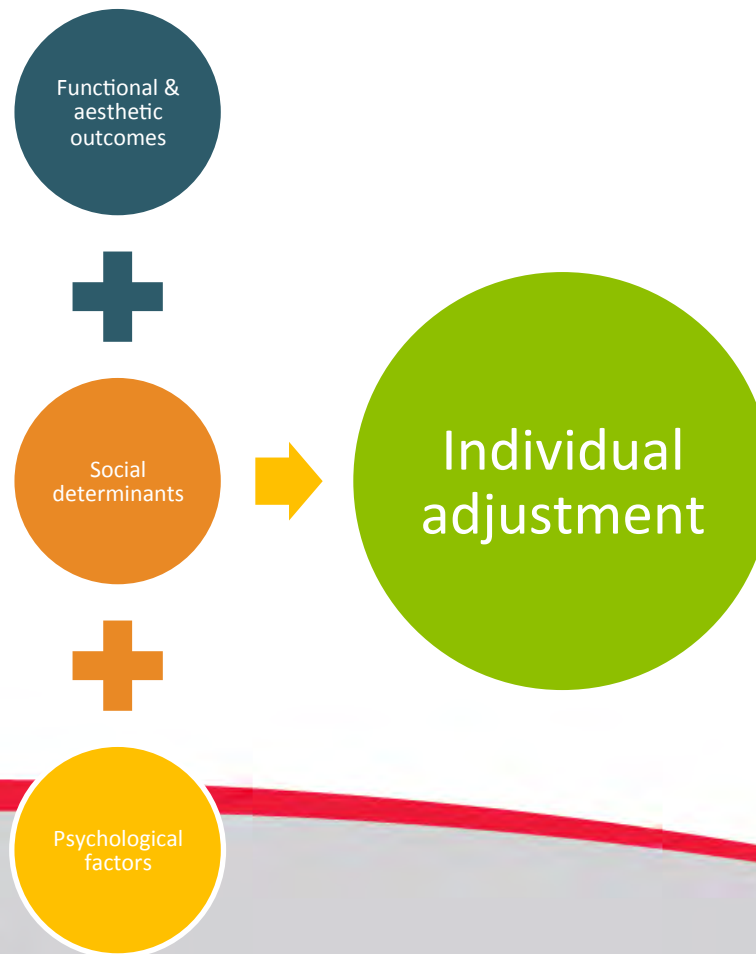 Functional &
aesthetic
outcomes
Social
determinants
Psychological
factors
Individual
adjustment